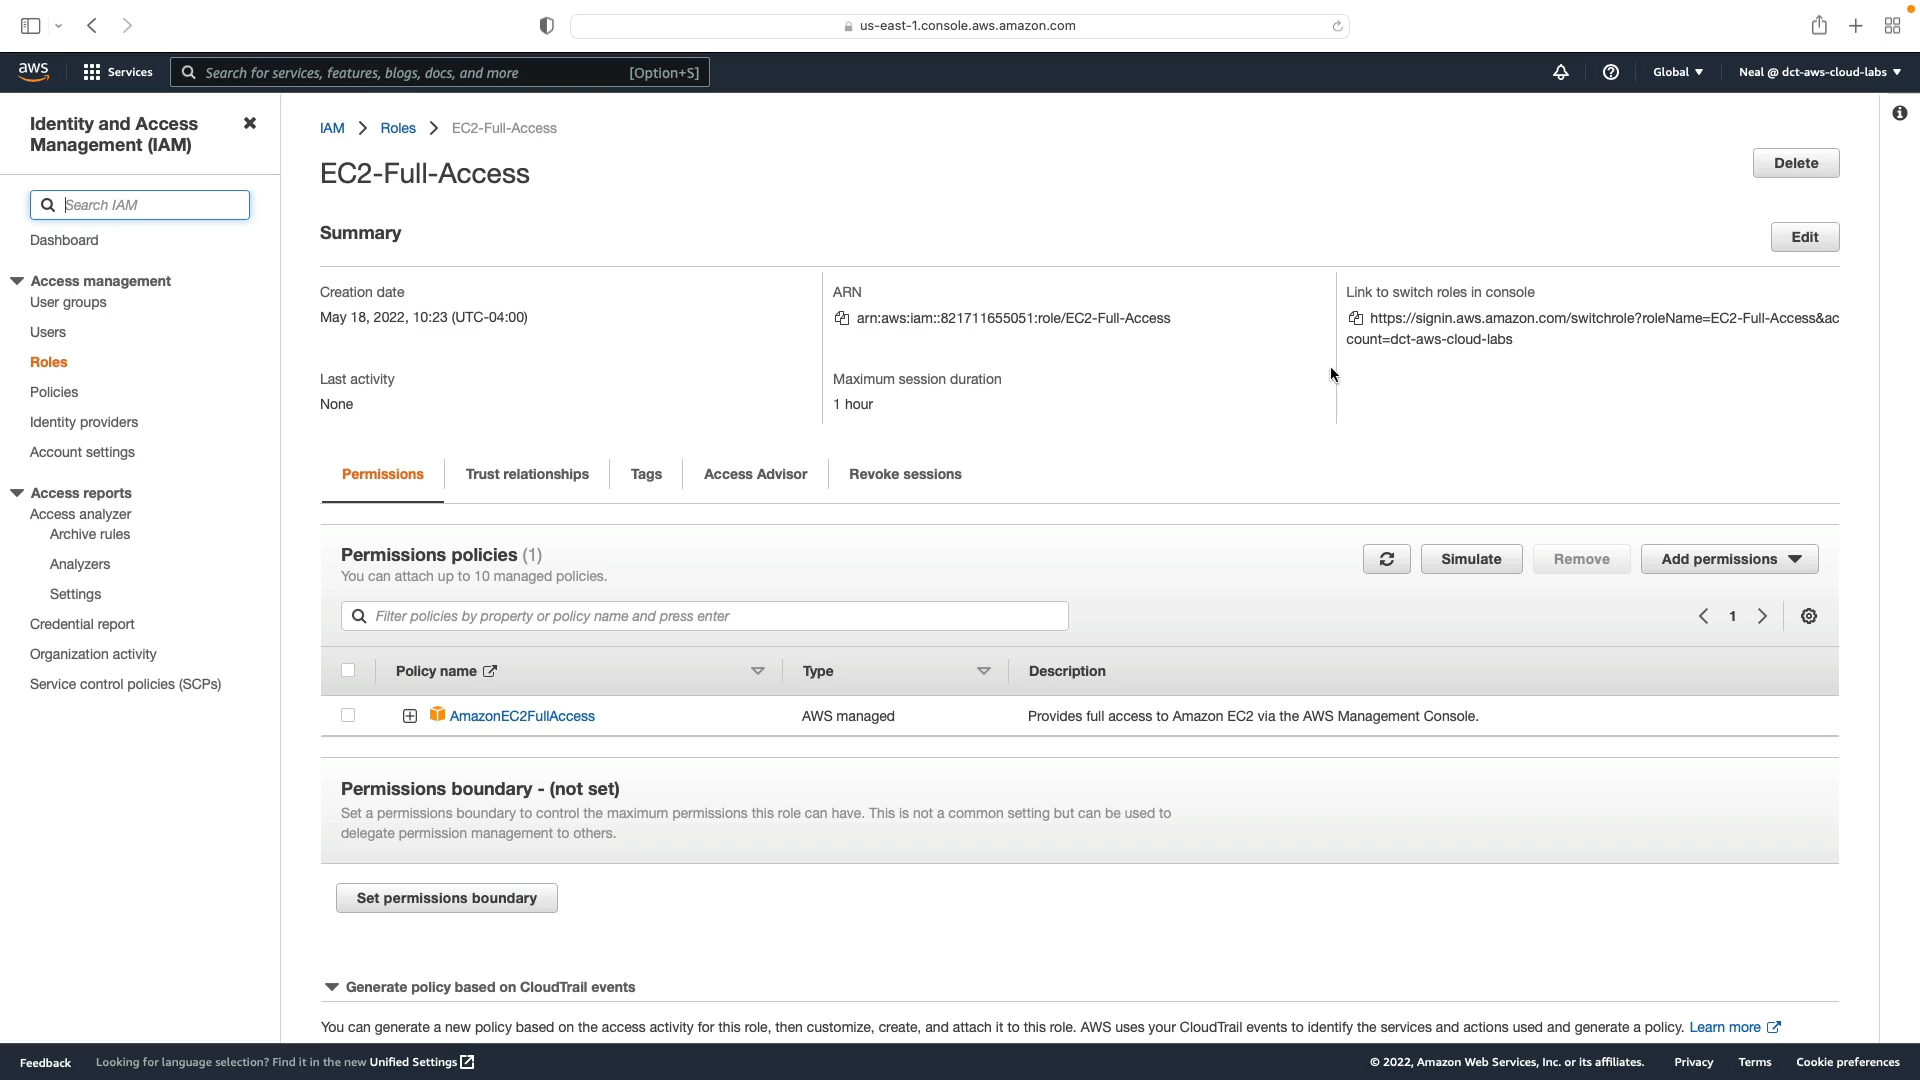 us-east-1.console.aws.amazon.com
aws
Services
Search for services, features, blogs, docs, and more
[Option+S]
Global
Neal @ dct-aws-cloud-labs
Identity and Access
Management (IAM)
Search IAM
Dashboard
Access management
User groups
Users
Roles
Policies
Identity providers
Account settings
Access reports
Access analyzer
Archive rules
Analyzers
Settings
Credential report
Organization activity
Service control policies (SCPs)
IAM
Roles
EC2-Full-Access
EC2-Full-Access
Delete
Summary
Edit
Creation date
May 18, 2022, 10:23 (UTC-04:00)
ARN
arn:aws:iam::821711655051:role/EC2-Full-Access
Link to switch roles in console
https://signin.aws.amazon.com/switchrole?roleName=EC2-Full-Access&ac
count=dct-aws-cloud-labs
Last activity
None
Maximum session duration
1 hour
Permissions
Trust relationships
Tags
Access Advisor
Revoke sessions
Permissions policies (1)
You can attach up to 10 managed policies.
Simulate
Remove
Add permissions
Filter policies by property or policy name and press enter
1
Policy name
Type
Description
AmazonEC2FullAccess
AWS managed
Provides full access to Amazon EC2 via the AWS Management Console.
Permissions boundary - (not set)
Set a permissions boundary to control the maximum permissions this role can have. This is not a common setting but can be used to
delegate permission management to others.
Set permissions boundary
Generate policy based on CloudTrail events
You can generate a new policy based on the access activity for this role, then customize, create, and attach it to this role. AWS uses your CloudTrail events to identify the services and actions used and generate a policy. Learn more
Feedback
Looking for language selection? Find it in the new Unified Settings
© 2022, Amazon Web Services, Inc. or its affiliates.
Privacy
Terms
Cookie preferences